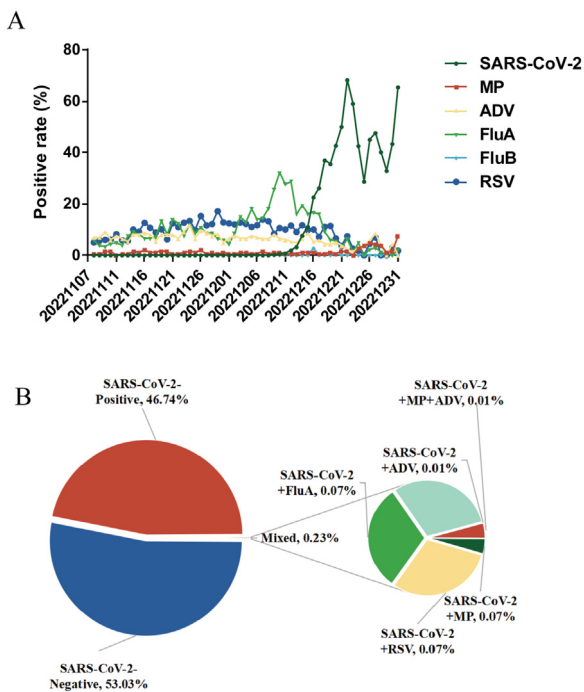 A
Positive rate (%)
80
60
40
20
0
20221107
20221111
20221116
20221121
20221126
20221201
20221206
20221211
20221216
20221221
20221226
20221231
SARS-CoV-2
MP
ADV
FluA
FluB
RSV
B
SARS-CoV-2-
Positive, 46.74%
SARS-CoV-2-
Negative, 53.03%
Mixed, 0.23%
SARS-CoV-2
+FluA, 0.07%
SARS-CoV-2
+MP+ADV, 0.01%
SARS-CoV-2
+ADV, 0.01%
SARS-CoV-2
+MP, 0.07%
SARS-CoV-2
+RSV, 0.07%